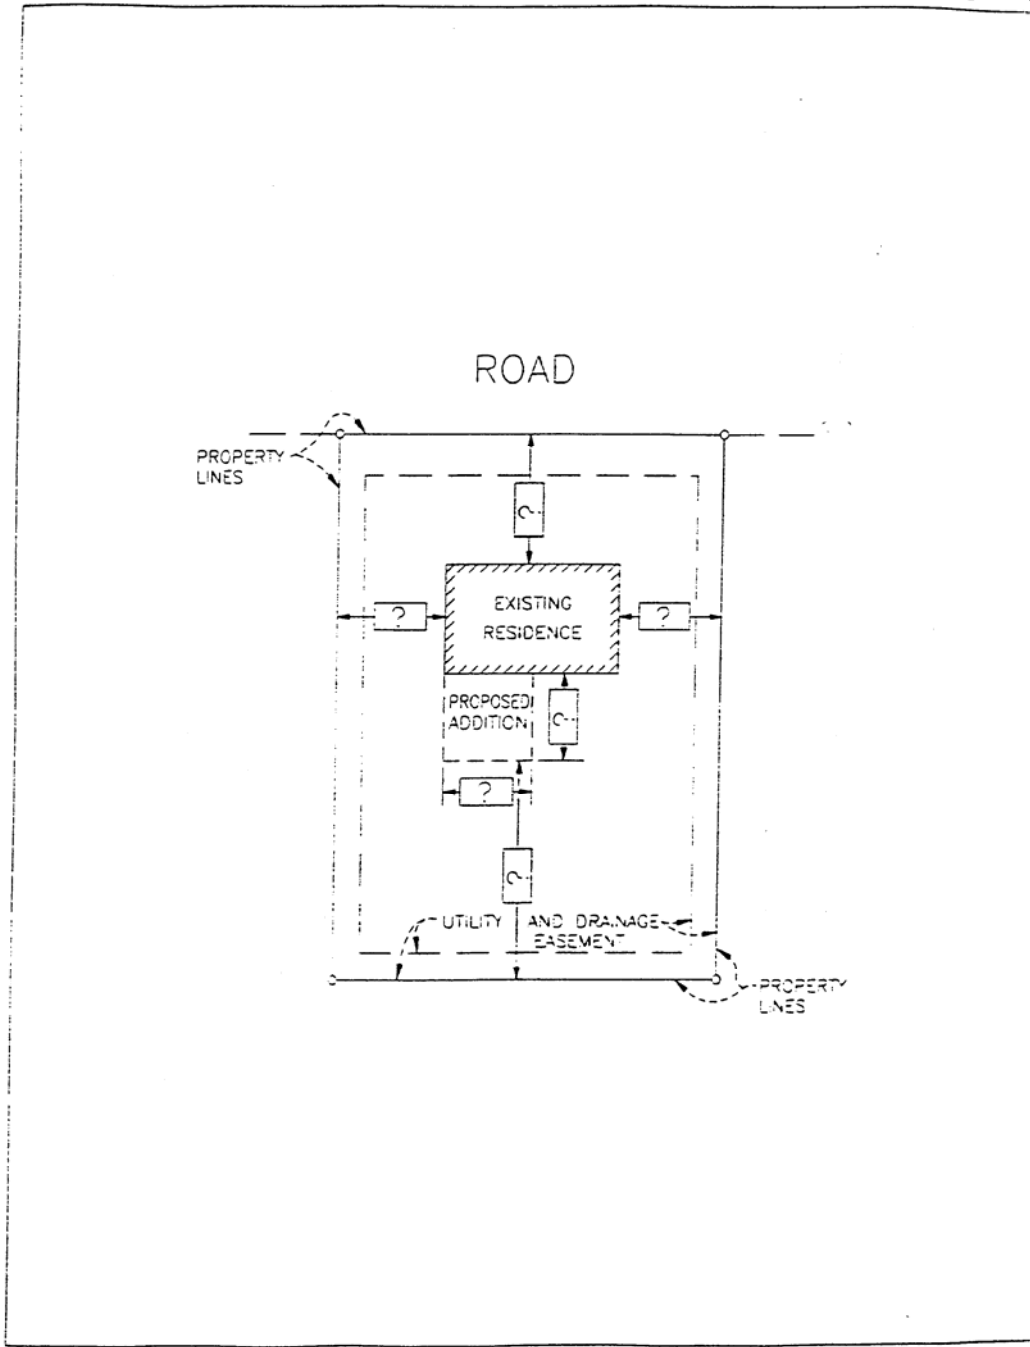 ROAD
PROPERTY
LINES
?
EXISTING
RESIDENCE
?
?
PROPOSED
ADDITION
?
?
?
UTILITY AND DRAINAGE
EASEMENT
PROPERTY
LINES